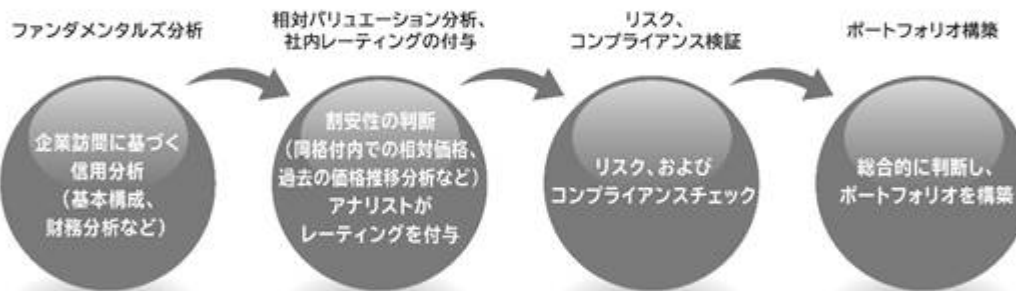 ファンダメンタルズ分析
相対バリュエーション分析、
社内レーティングの付与
リスク、
コンプライアンス検証
ポートフォリオ構築
企業訪問に基づく
信用分析
（基本構成、
財務分析など）
割安性の判断
（同格付内での相対価格、
過去の価格推移分析など）
アナリストが
レーティングを付与
リスク、および
コンプライアンスチェック
総合的に判断し、
ポートフォリオを構築